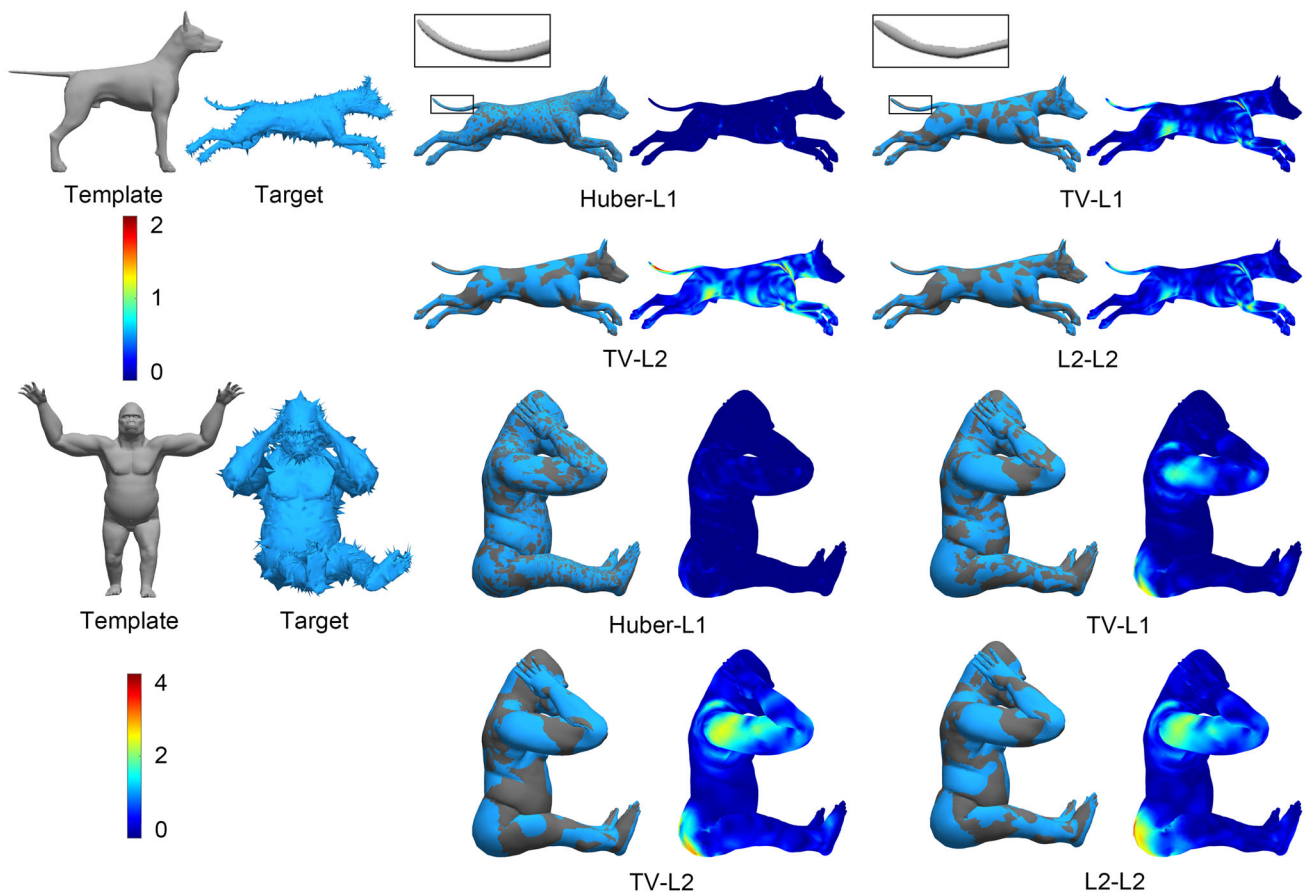 Template
Target
Huber-L1
TV-L1
2
1
0
TV-L2
L2-L2
Template
Target
Huber-L1
TV-L1
4
2
0
TV-L2
L2-L2